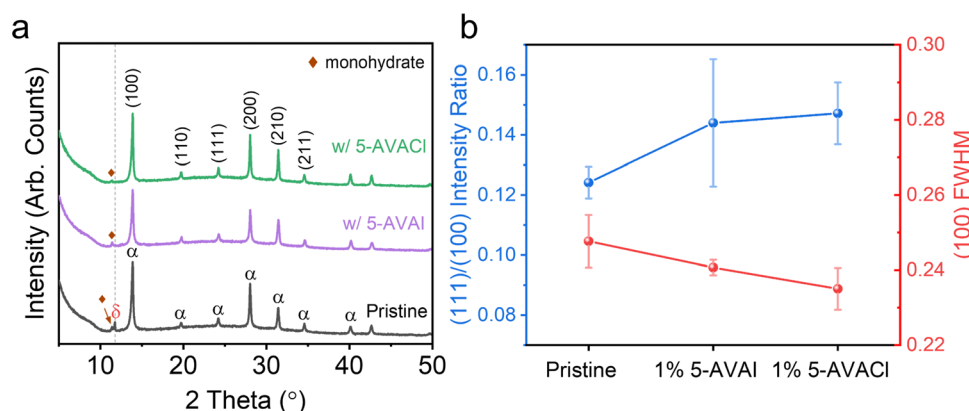 a
Intensity (Arb. Counts)
◆ monohydrate
(100)
(110)
(111)
(200)
(210)
(211)
w/ 5-AVACl
w/ 5-AVAI
α
δ
α
α
α
α
α
α
Pristine
10
20
30
40
50
2 Theta (°)
b
(111)/(100) Intensity Ratio
0.16
0.14
0.12
0.10
0.08
0.30
0.28
0.26
0.24
0.22
(100) FWHM
Pristine
1% 5-AVAI
1% 5-AVACl